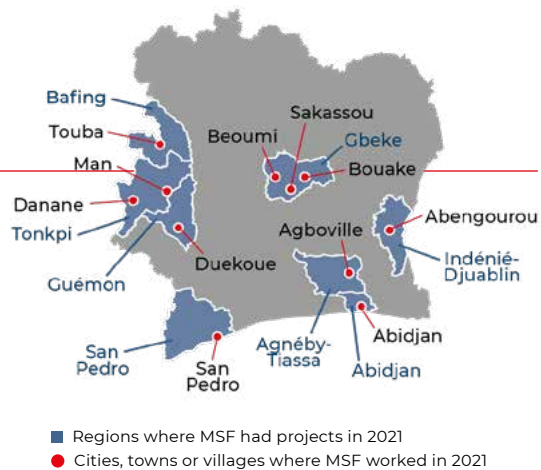 Bafing
Sakassou
Touba
Beoumi
Gbeke
Man
Bouake
Danane
Agboville
Abengourou
Tonkpi
Duekoue
Indénié-
Djuablin
Guémon
Abidjan
San
Pedro
San
Pedro
Agnéby-
Tiassa
Abidjan
Regions where MSF had projects in 2021
Cities, towns or villages where MSF worked in 2021